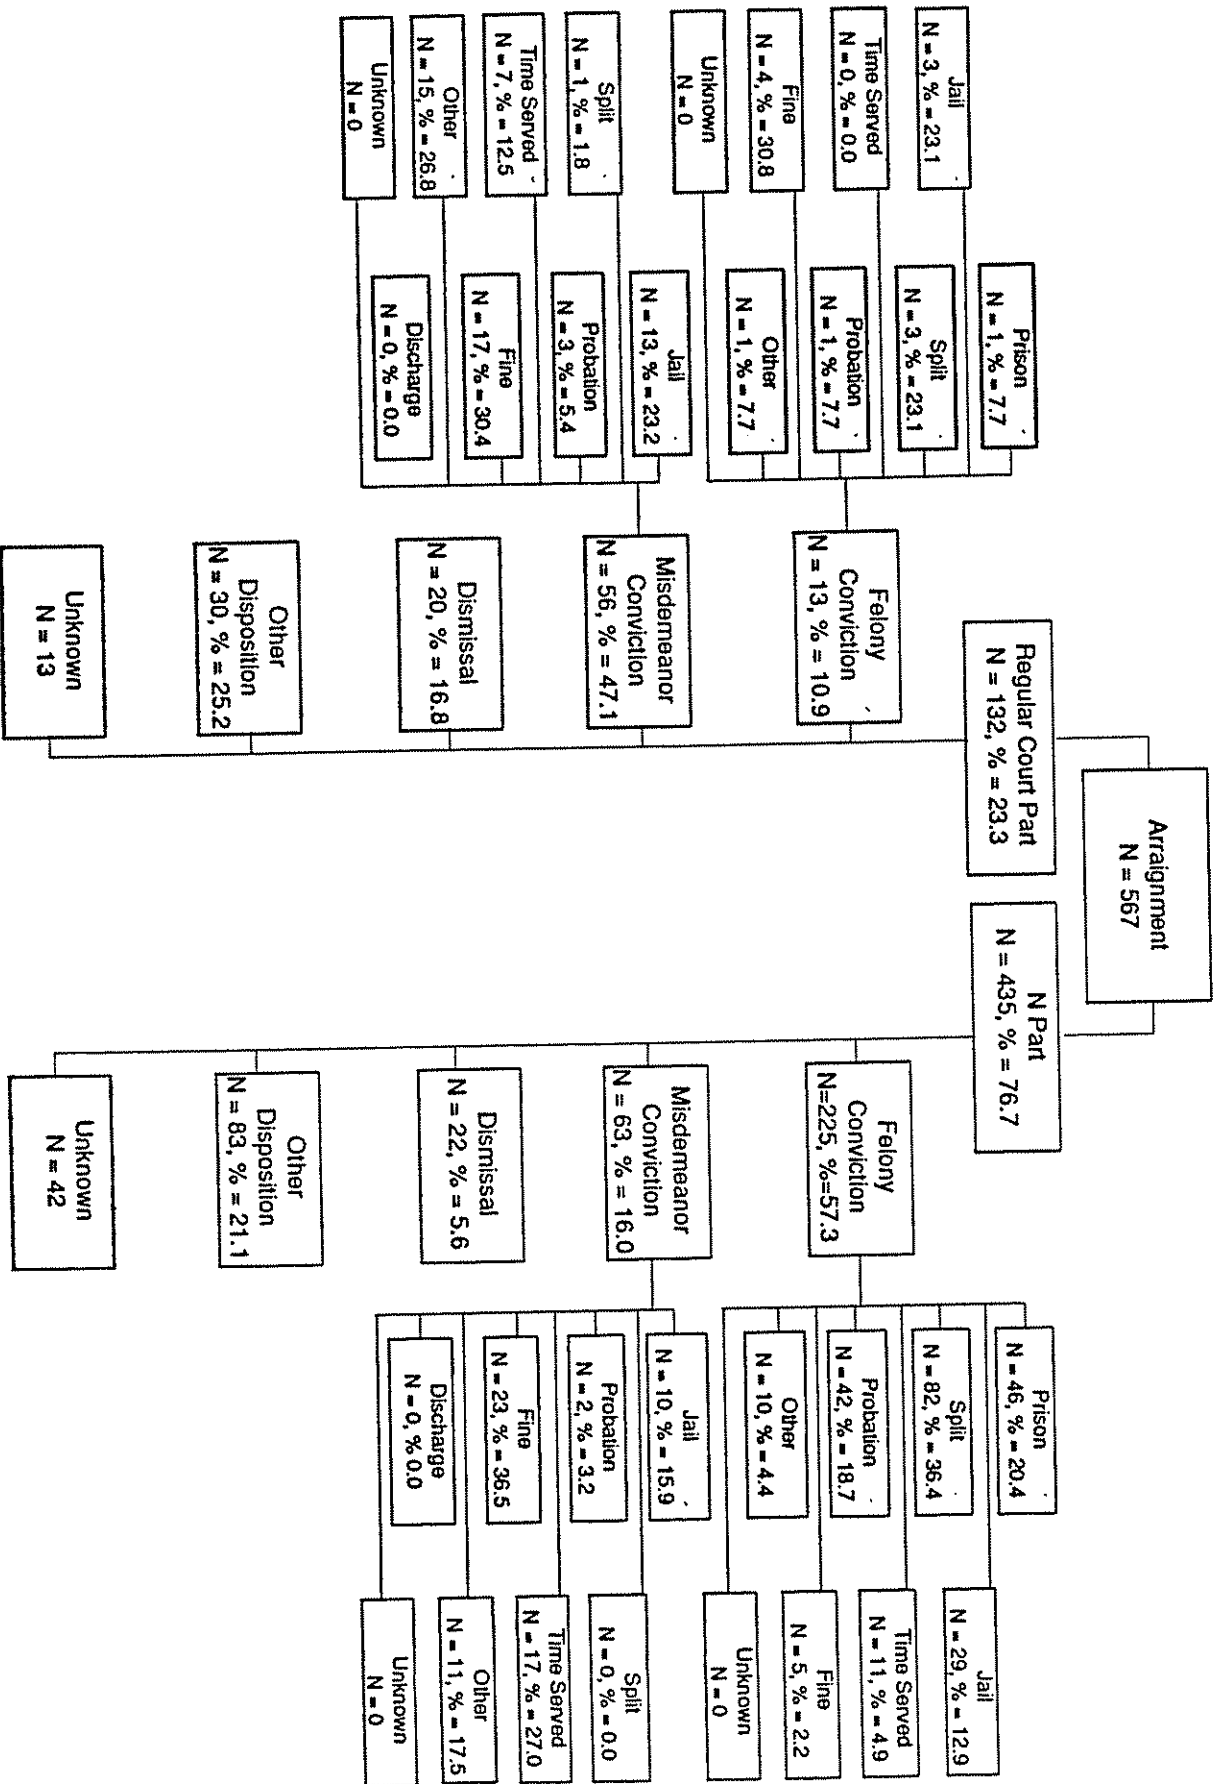 Arraignment
N = 567
Regular Court Part
N = 132, % = 23.3
N Part
N = 435, % = 76.7
Felony
Conviction
N = 13, % = 10.9
Prison
N = 1, % = 7.7
Jail
N = 3, % = 23.1
Split
N = 3, % = 23.1
Time Served
N = 0, % = 0.0
Probation
N = 1, % = 7.7
Fine
N = 4, % = 30.8
Other
N = 1, % = 7.7
Unknown
N = 0
Misdemeanor
Conviction
N = 56, % = 47.1
Jail
N = 13, % = 23.2
Split
N = 1, % = 1.8
Probation
N = 3, % = 5.4
Time Served
N = 7, % = 12.5
Fine
N = 17, % = 30.4
Other
N = 15, % = 26.8
Discharge
N = 0, % = 0.0
Unknown
N = 0
Dismissal
N = 20, % = 16.8
Other
Disposition
N = 30, % = 25.2
Unknown
N = 13
Felony
Conviction
N=225, %=57.3
Prison
N = 46, % = 20.4
Jail
N = 29, % = 12.9
Split
N = 82, % = 36.4
Time Served
N = 11, % = 4.9
Probation
N = 42, % = 18.7
Fine
N = 5, % = 2.2
Other
N = 10, % = 4.4
Unknown
N = 0
Misdemeanor
Conviction
N = 63, % = 16.0
Jail
N = 10, % = 15.9
Split
N = 0, % = 0.0
Probation
N = 2, % = 3.2
Time Served
N = 17, % = 27.0
Fine
N = 23, % = 36.5
Other
N = 11, % = 17.5
Discharge
N = 0, % 0.0
Unknown
N = 0
Dismissal
N = 22, % = 5.6
Other
Disposition
N = 83, % = 21.1
Unknown
N = 42